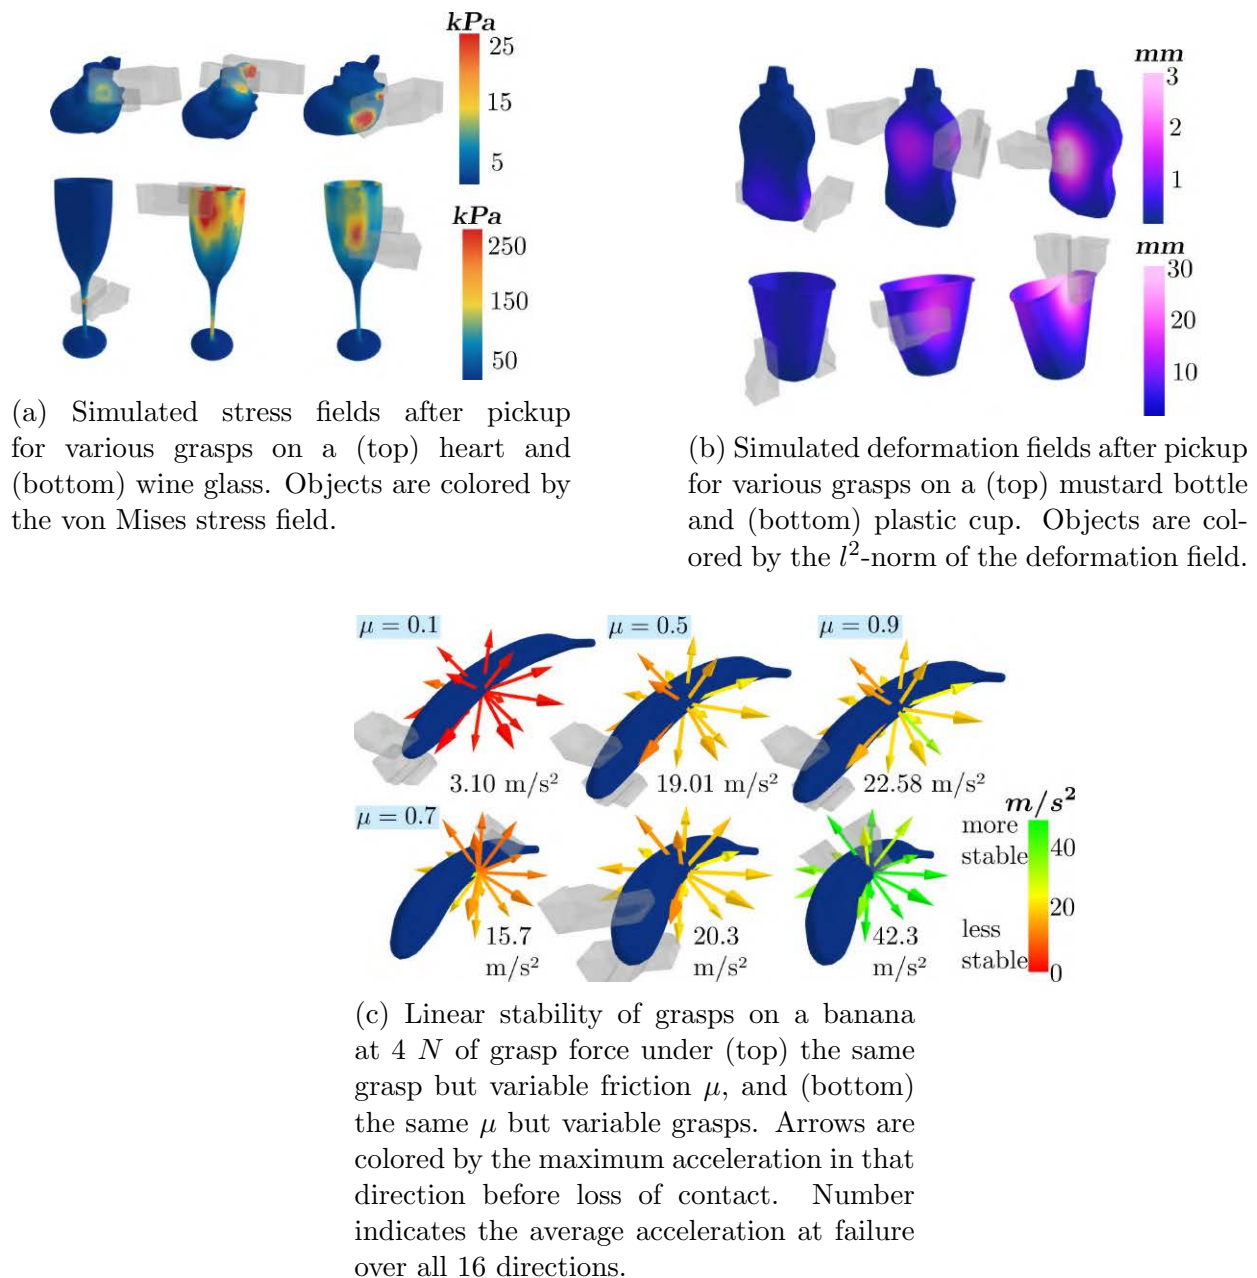 kPa
25
15
5
kPa
250
150
50
(a) Simulated stress fields after pickup
for various grasps on a (top) heart and
(bottom) wine glass. Objects are colored by
the von Mises stress field.
mm
3
2
1
mm
30
20
10
(b) Simulated deformation fields after pickup
for various grasps on a (top) mustard bottle
and (bottom) plastic cup. Objects are col-
ored by the l²-norm of the deformation field.
μ = 0.1
μ = 0.5
μ = 0.9
3.10 m/s²
19.01 m/s²
22.58 m/s²
μ = 0.7
15.7
m/s²
20.3
m/s²
42.3
m/s²
m/s²
more
stable
less
stable
40
20
0
(c) Linear stability of grasps on a banana
at 4 N of grasp force under (top) the same
grasp but variable friction μ, and (bottom)
the same μ but variable grasps. Arrows are
colored by the maximum acceleration in that
direction before loss of contact. Number
indicates the average acceleration at failure
over all 16 directions.